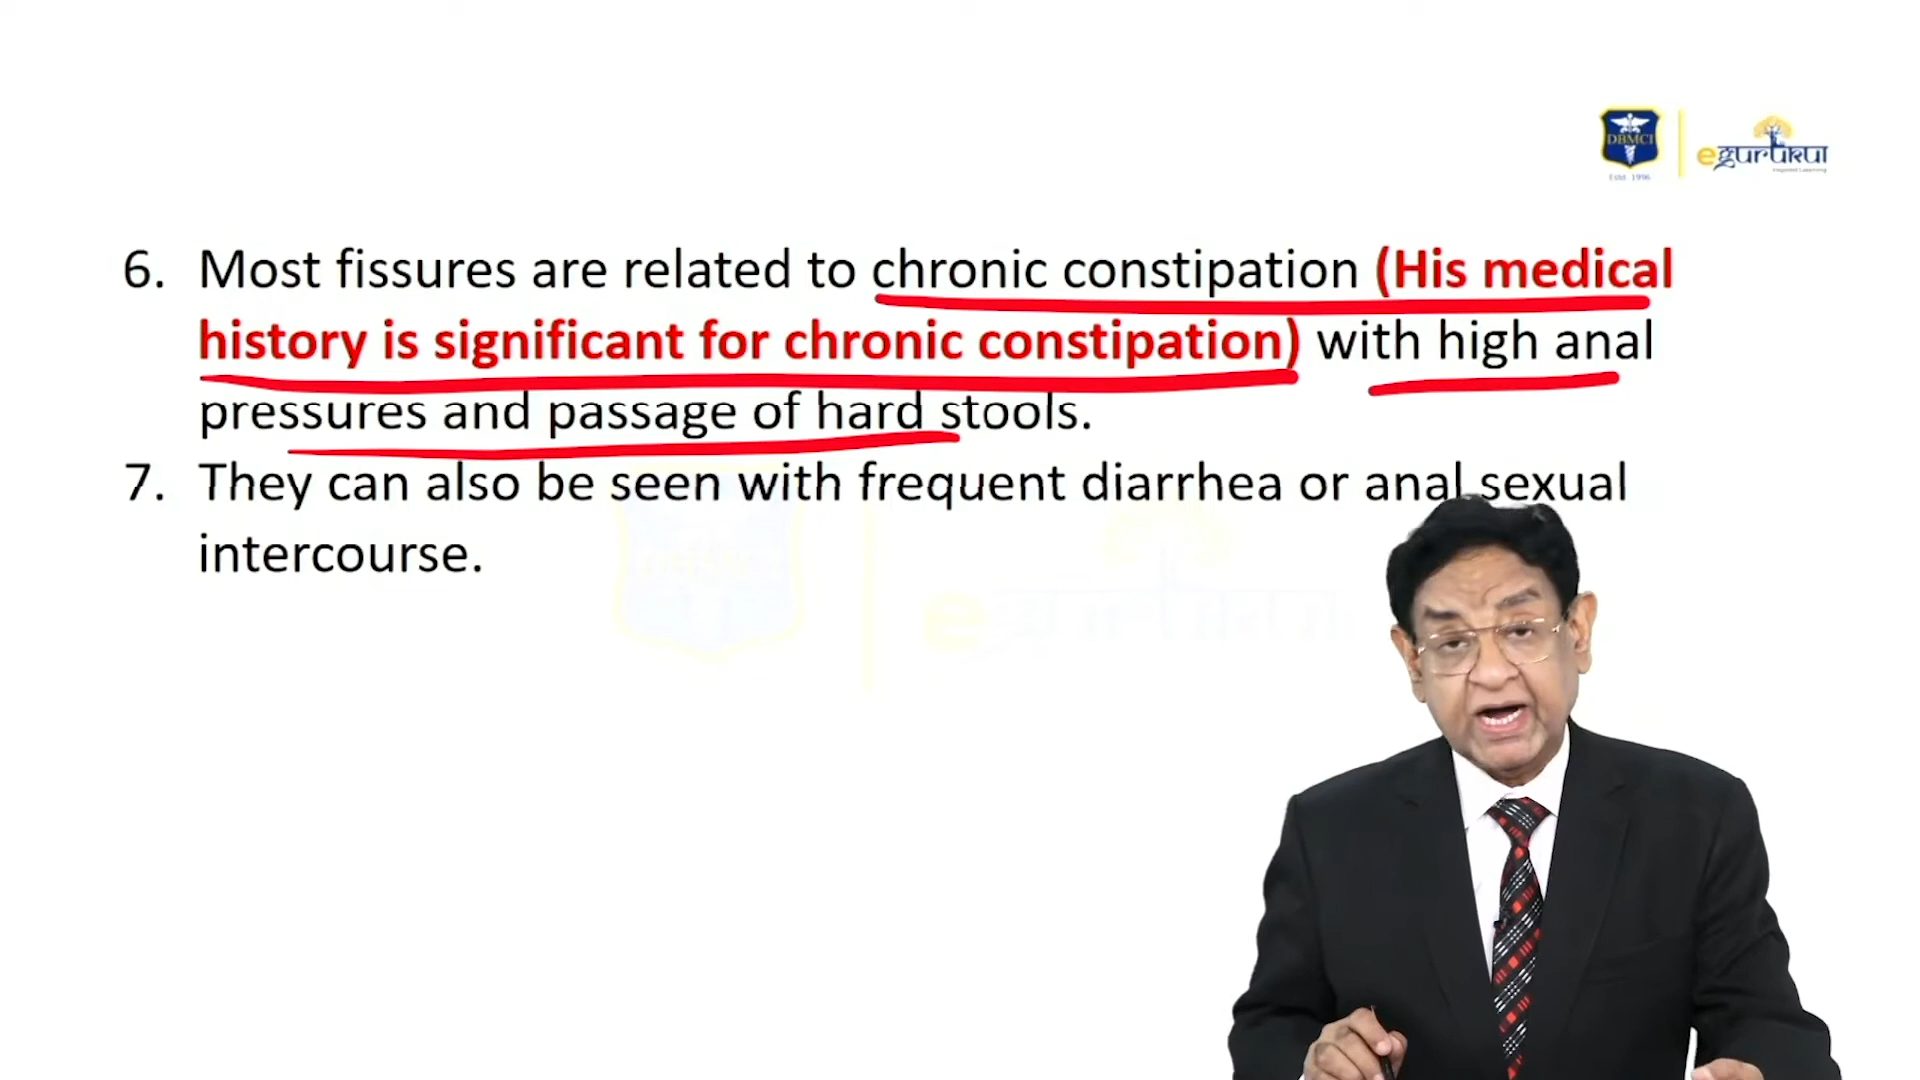 DBMCI
Estd. 1996
egurukul
6. Most fissures are related to chronic constipation (His medical
history is significant for chronic constipation) with high anal
pressures and passage of hard stools.
7. They can also be seen with frequent diarrhea or anal sexual
intercourse.